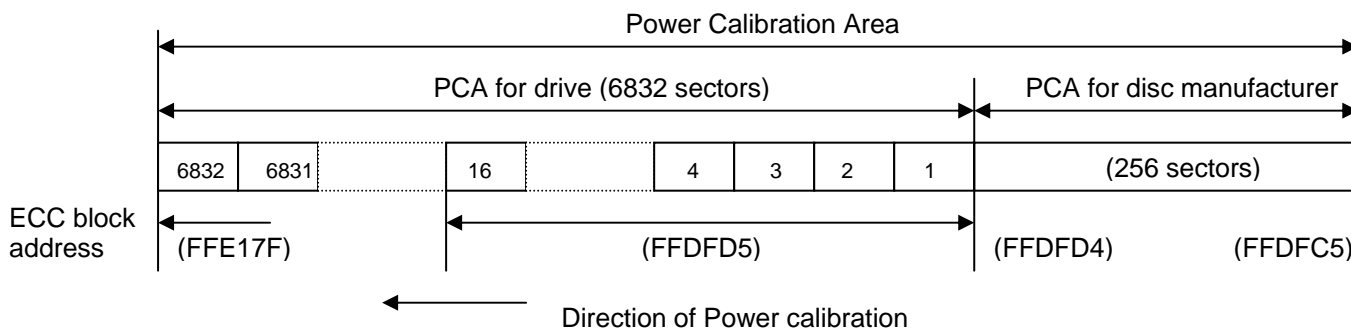 Power Calibration Area
PCA for drive (6832 sectors) PCA for disc manufacturer
6832 6831 16 4 3 2 1 (256 sectors)
ECC block
address
(FFE17F) (FFDFD5) (FFDFD4) (FFDFC5)
Direction of Power calibration